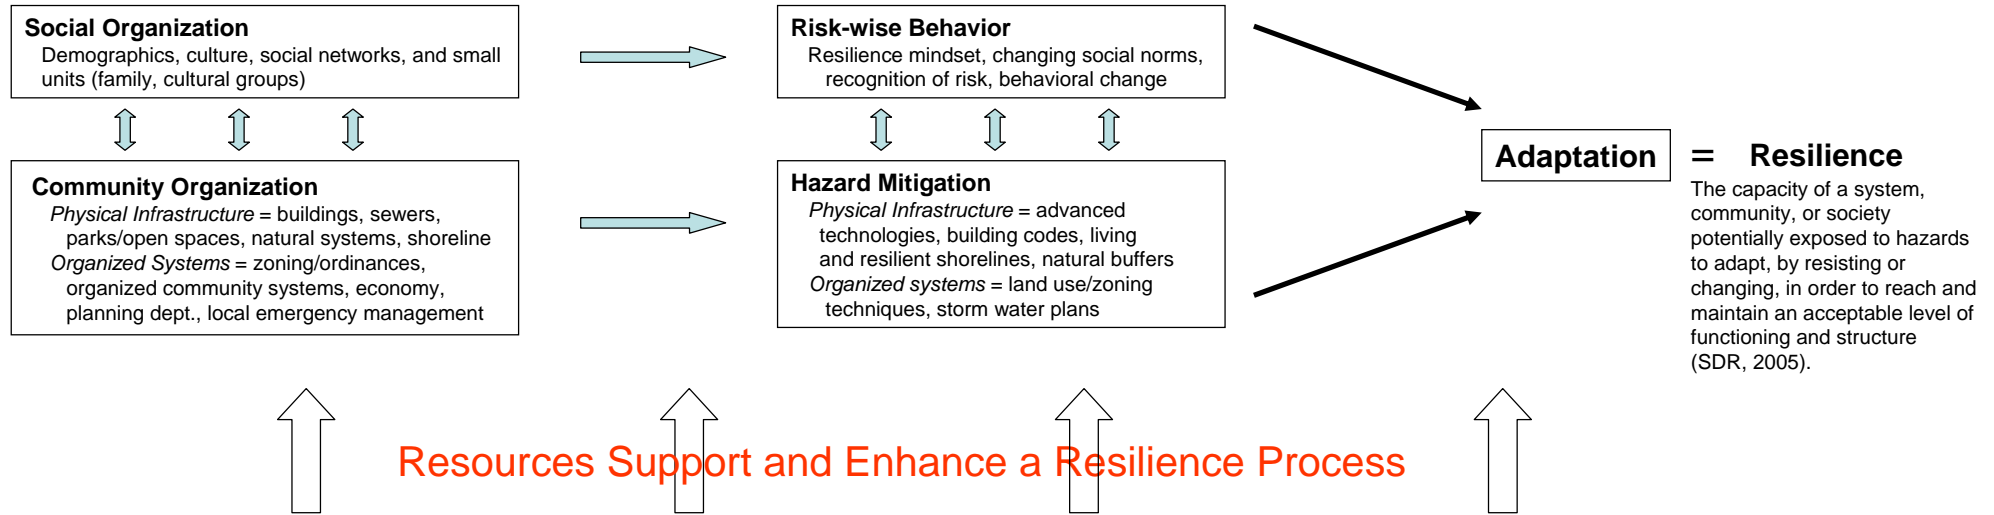 Social Organization
Demographics, culture, social networks, and small
units (family, cultural groups)
Community Organization
Physical Infrastructure = buildings, sewers,
parks/open spaces, natural systems, shoreline
Organized Systems = zoning/ordinances,
organized community systems, economy,
planning dept., local emergency management
Risk-wise Behavior
Resilience mindset, changing social norms,
recognition of risk, behavioral change
Hazard Mitigation
Physical Infrastructure = advanced
technologies, building codes, living
and resilient shorelines, natural buffers
Organized systems = land use/zoning
techniques, storm water plans
Adaptation = Resilience
The capacity of a system,
community, or society
potentially exposed to hazards
to adapt, by resisting or
changing, in order to reach and
maintain an acceptable level of
functioning and structure
(SDR, 2005).
Resources Support and Enhance a Resilience Process